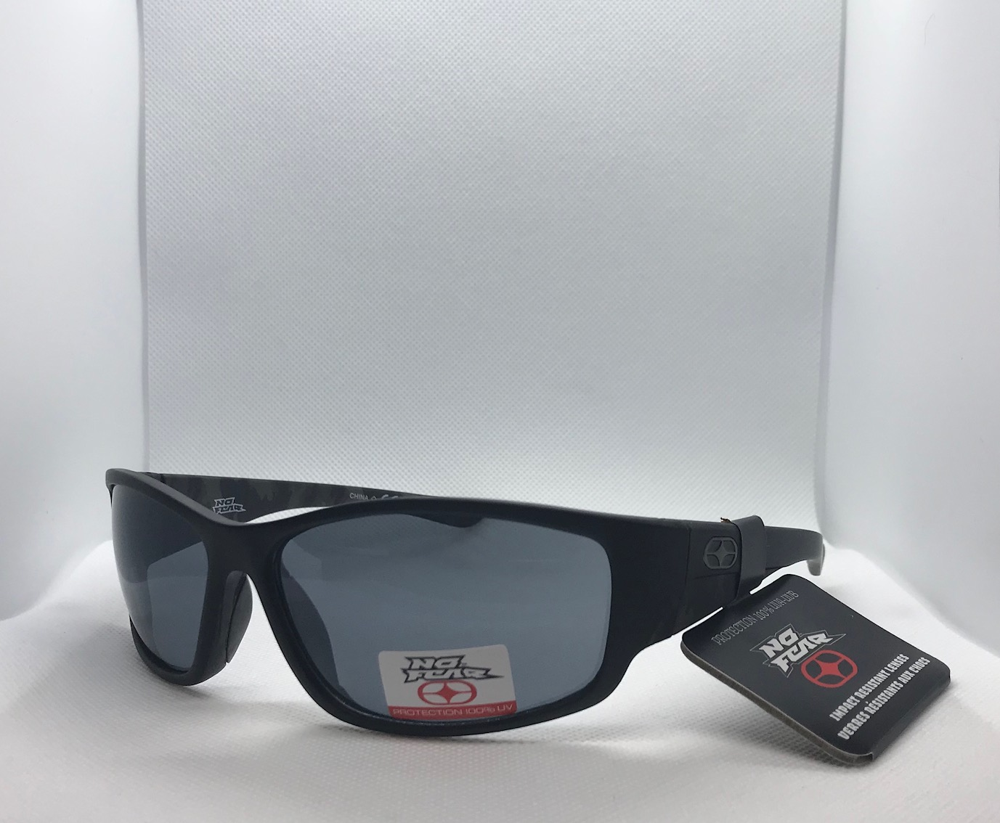 NO
FEAR
CHINA
NO
FEAR
PROTECTION 100% UV
PROTECTION 100% UVA-UVB
NO
FEAR
IMPACT RESISTANT LENSES
VERRES RÉSISTANTS AUX CHOCS